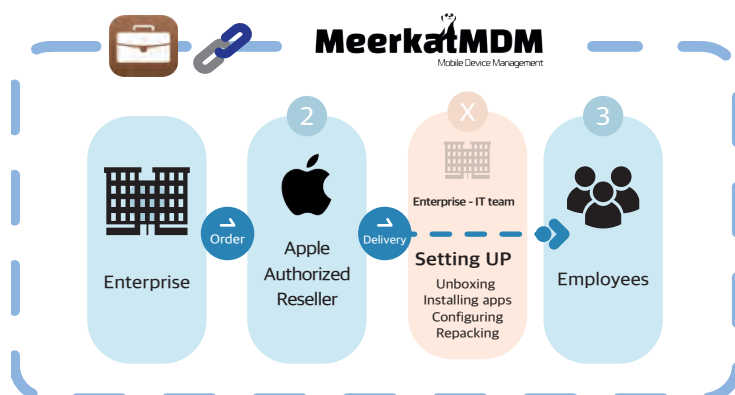 MeerkatMDM
Mobile Device Management
2
X
3
Enterprise - IT team
Order
Delivery
Enterprise
Apple
Authorized
Reseller
Setting UP
Unboxing
Installing apps
Configuring
Repacking
Employees